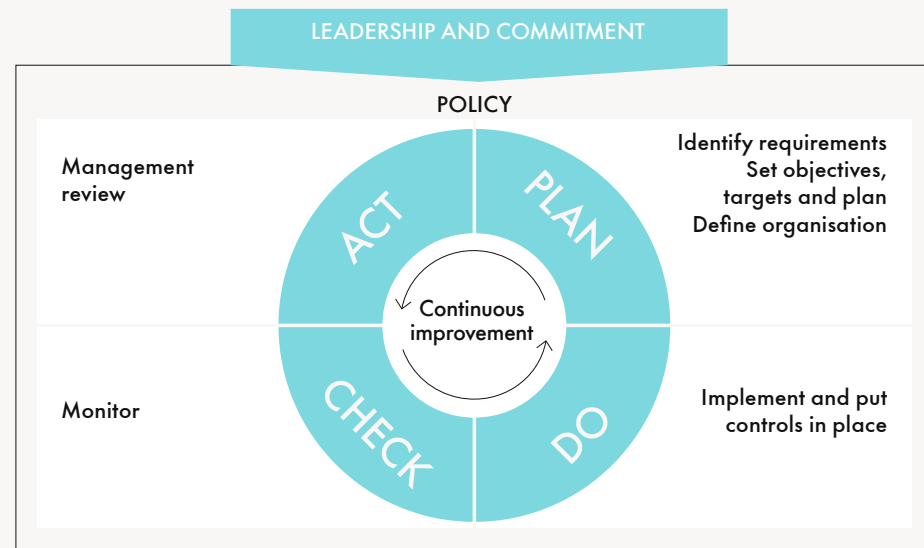 LEADERSHIP AND COMMITMENT
POLICY
Management
review
ACT
PLAN
Identify requirements
Set objectives,
targets and plan
Define organisation
Continuous
improvement
Monitor
CHECK
DO
Implement and put
controls in place